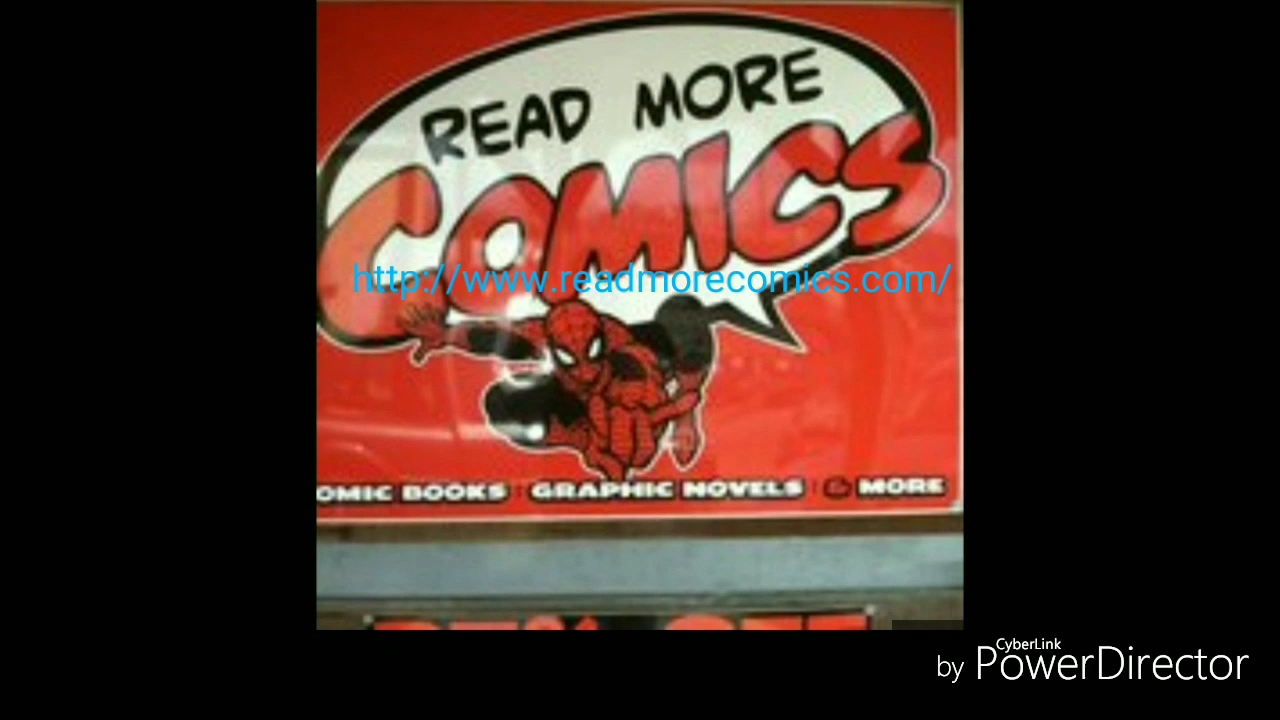 READ MORE
COMICS
http://www.readmorecomics.com/
OMIC BOOKS GRAPHIC NOVELS & MORE
CyberLink
by PowerDirector